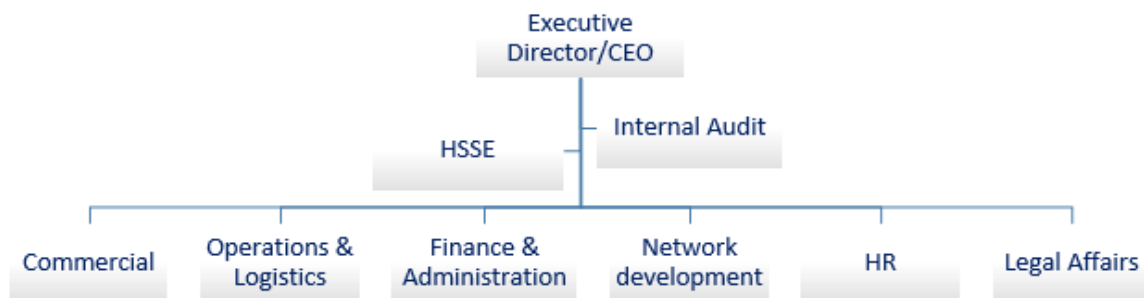 Executive
Director/CEO
Internal Audit
HSSE
Commercial
Operations &
Logistics
Finance &
Administration
Network
development
HR
Legal Affairs